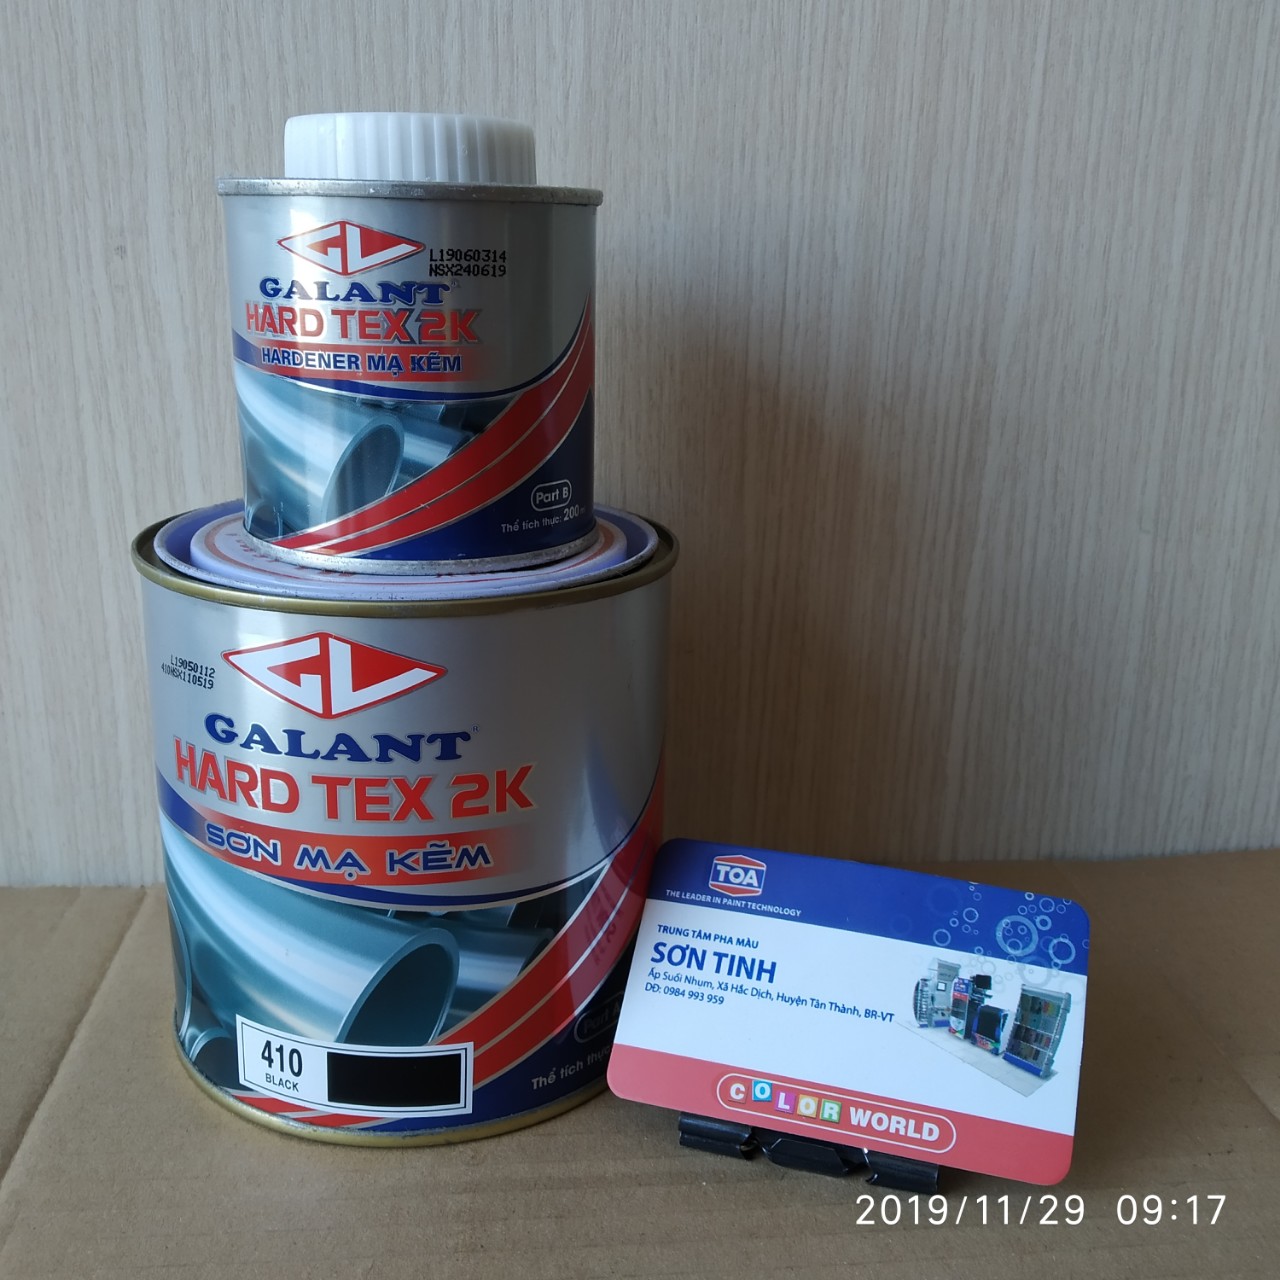 GL
L19060314
NSX240619
GALANT
HARD TEX 2K
HARDENER MẠ KẼM
Part B
Thể tích thực: 200
L19050112
410NSX110519
GL
GALANT®
HARD TEX 2K
SƠN MẠ KẼM
410
BLACK
Part
Thể tích thực
TOA
THE LEADER IN PAINT TECHNOLOGY
TRUNG TÂM PHA MÀU
SƠN TINH
Ấp Suối Nhum, Xã Hắc Dịch, Huyện Tân Thành, BR-VT
DĐ: 0984 993 959
COLOR WORLD
2019/11/29 09:17